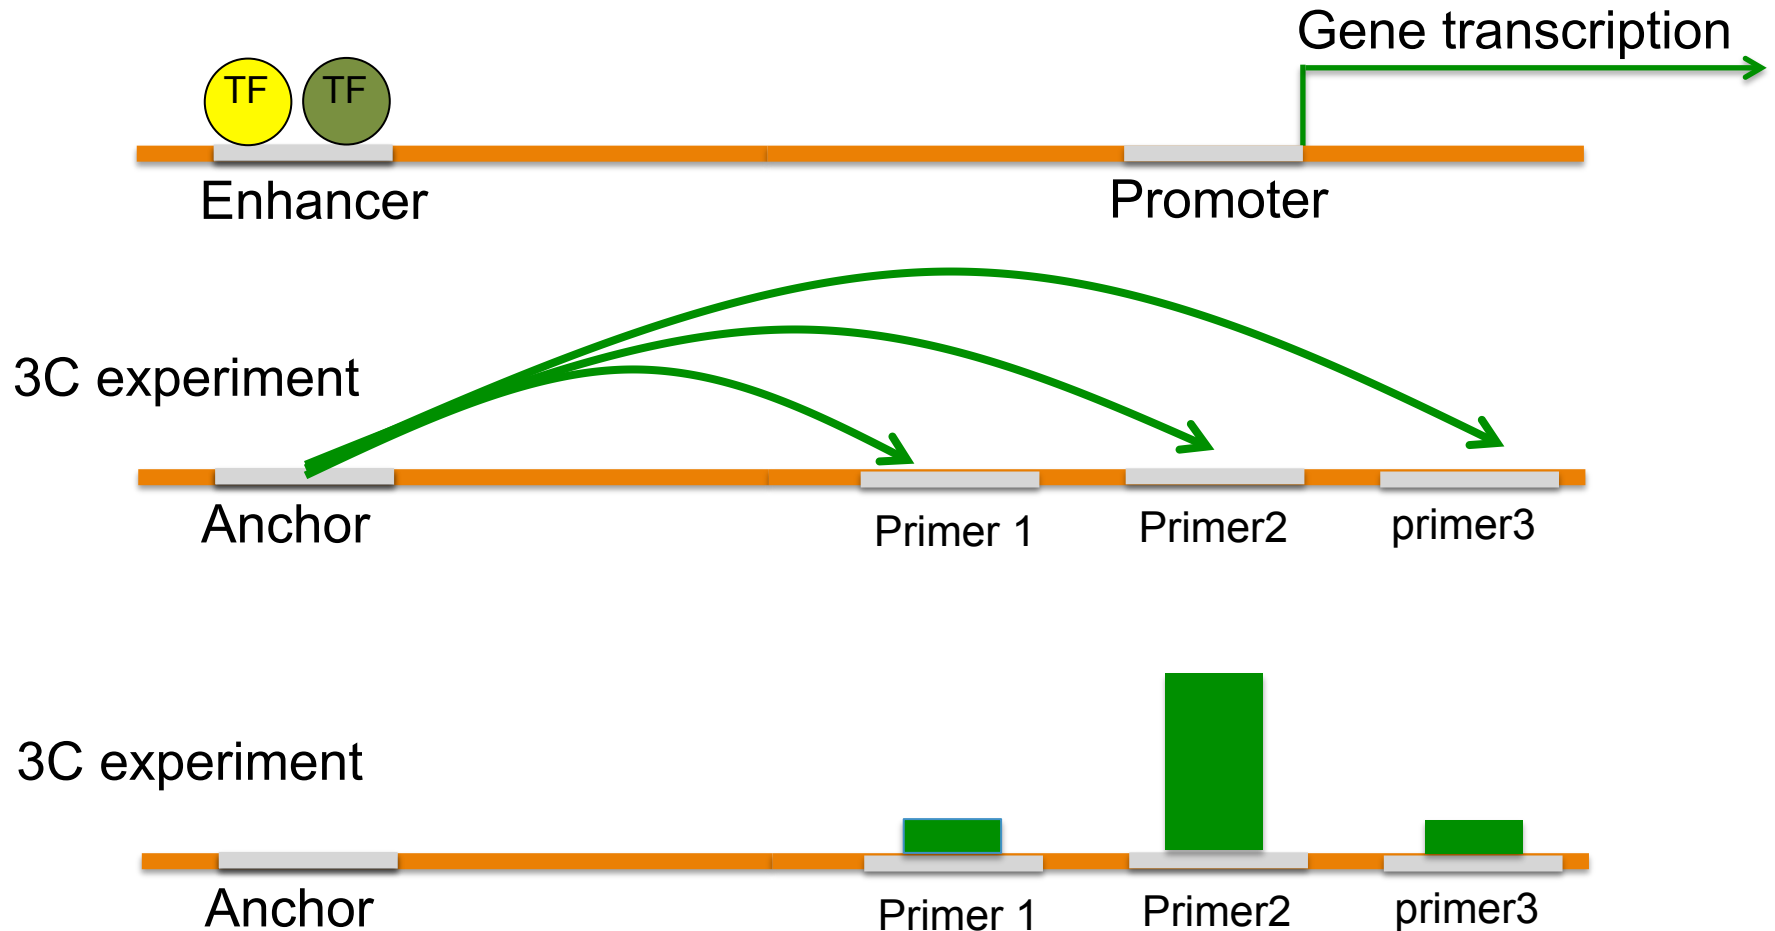 Gene transcription
TF TF
Enhancer Promoter
3C experiment
Anchor Primer 1 Primer2 primer3
3C experiment
Anchor Primer 1 Primer2 primer3